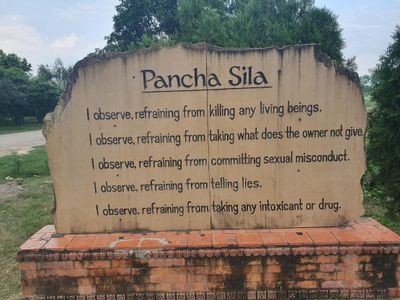 Pancha Sila
I observe, refraining from killing any living beings.
I observe, refraining from taking what does the owner not give.
I observe, refraining from committing sexual misconduct.
I observe, refraining from telling lies.
I observe. refraining from taking any intoxicant or drug.